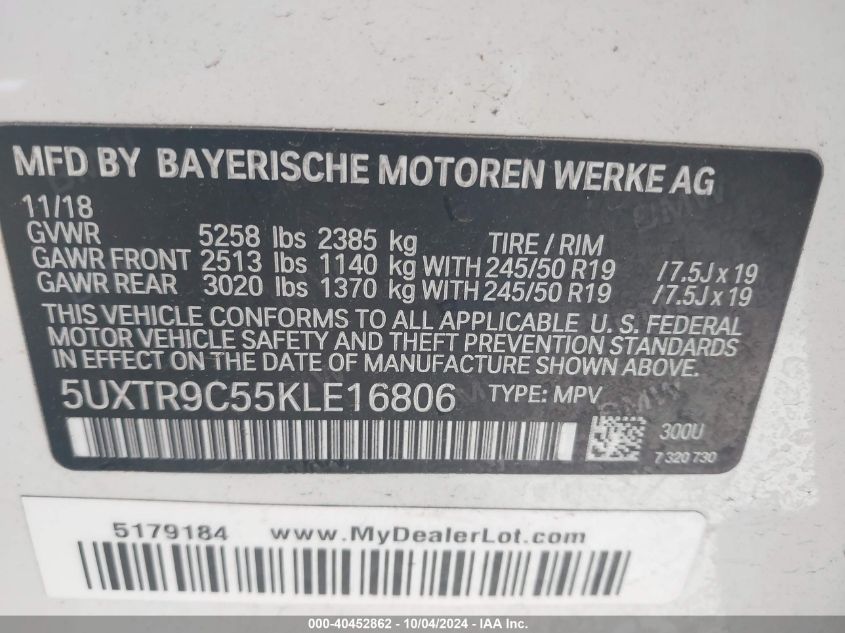 MFD BY BAYERISCHE MOTOREN WERKE AG
11/18
GVWR 5258 lbs 2385 kg TIRE / RIM
GAWR FRONT 2513 lbs 1140 kg WITH 245/50 R19 /7.5J x 19
GAWR REAR 3020 lbs 1370 kg WITH 245/50 R19 /7.5J x 19
THIS VEHICLE CONFORMS TO ALL APPLICABLE U. S. FEDERAL
MOTOR VEHICLE SAFETY AND THEFT PREVENTION STANDARDS
IN EFFECT ON THE DATE OF MANUFACTURE SHOWN ABOVE.
5UXTR9C55KLE16806 TYPE: MPV
300U
7 320 730
5179184 www.MyDealerLot.com
000-40452862 - 10/04/2024 - IAA Inc.